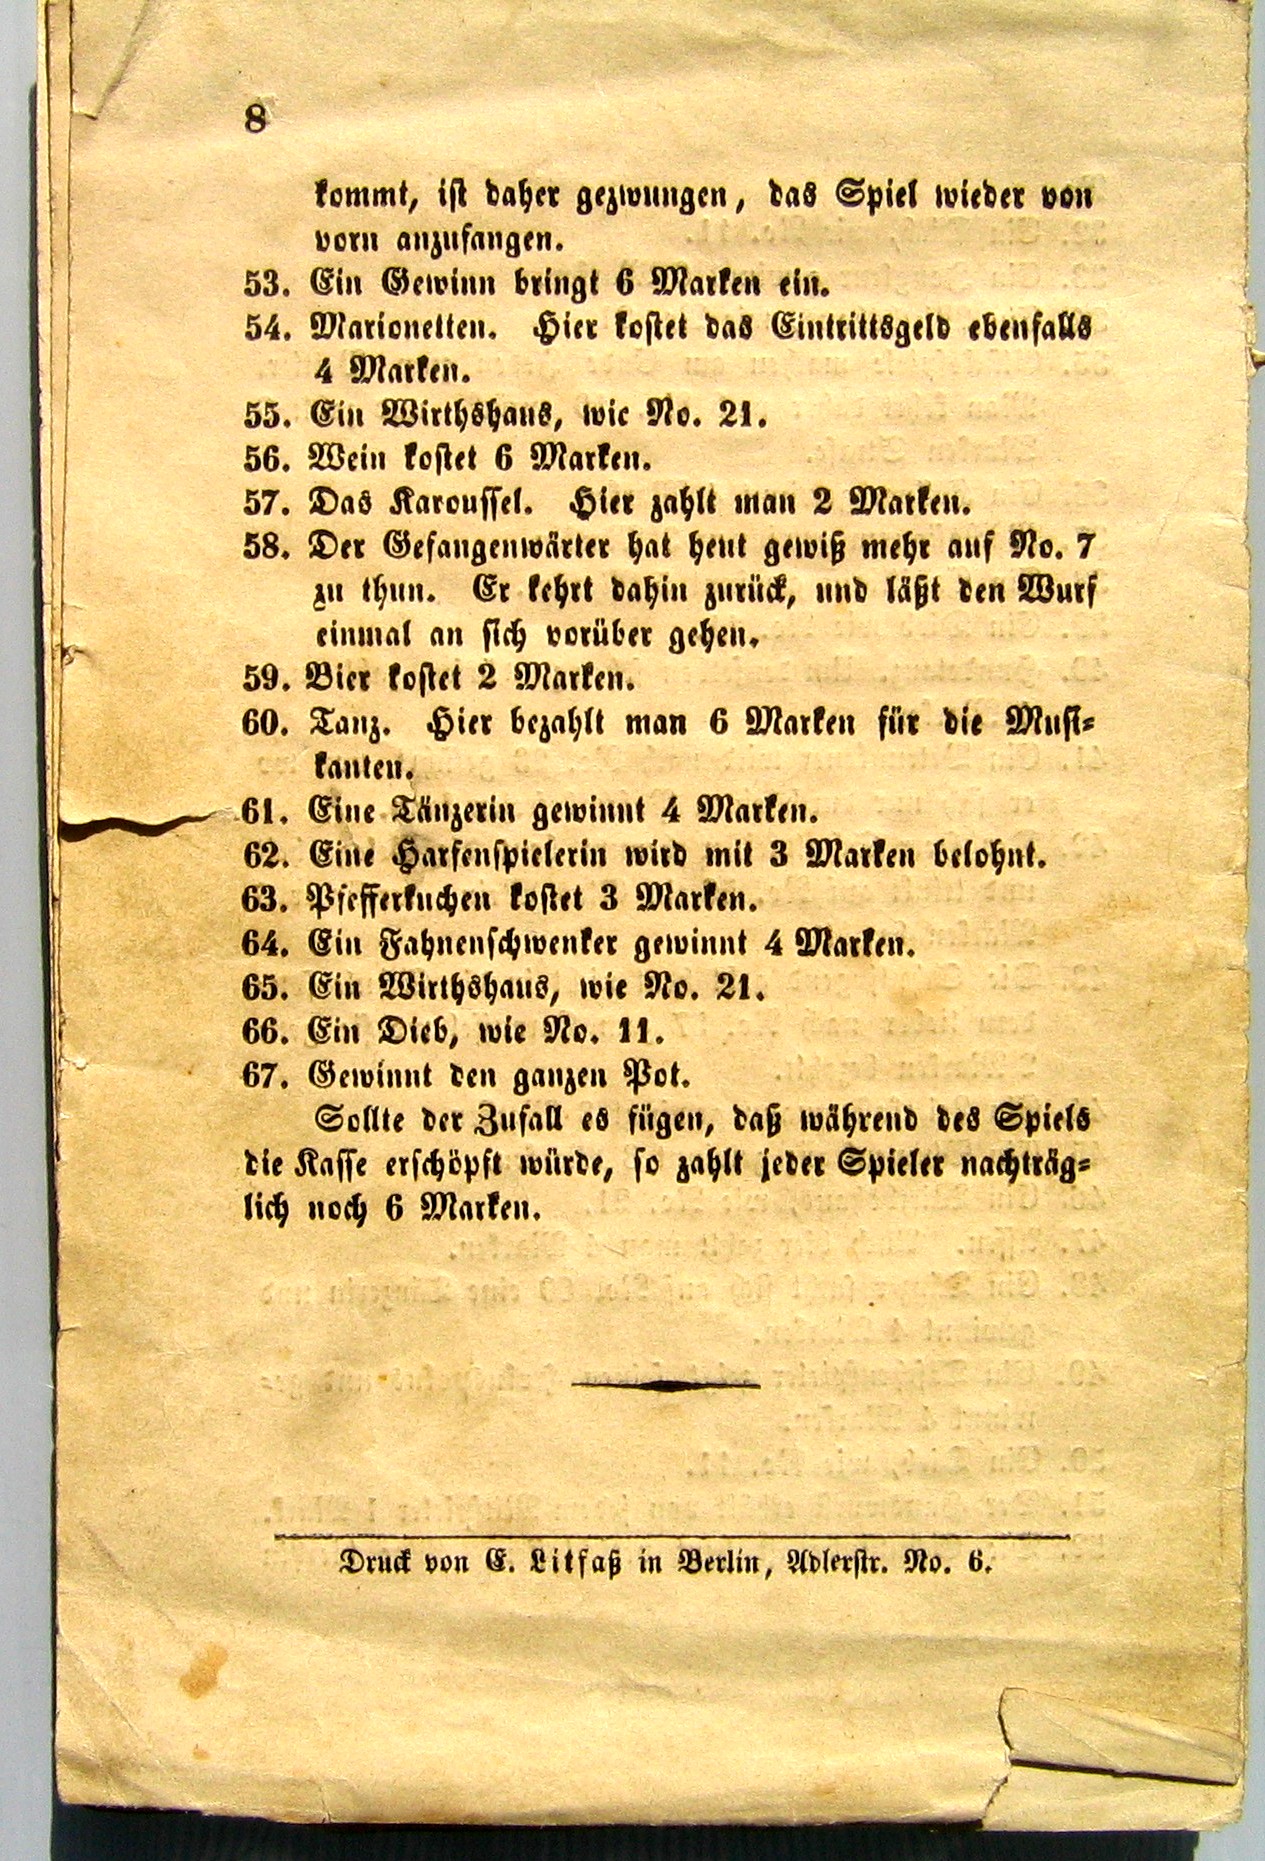 8
kommt, ist daher gezwungen, das Spiel wieder von
vorn anzufangen.
53. Ein Gewinn bringt 6 Marken ein.
54. Marionetten. Hier kostet das Eintrittsgeld ebenfalls
4 Marken.
55. Ein Wirthshaus, wie No. 21.
56. Wein kostet 6 Marken.
57. Das Karoussel. Hier zahlt man 2 Marken.
58. Der Gefangenwärter hat heut gewiß mehr auf No. 7
zu thun. Er kehrt dahin zurück, und läßt den Wurf
einmal an sich vorüber gehen.
59. Bier kostet 2 Marken.
60. Tanz. Hier bezahlt man 6 Marken für die Musi-
kanten.
61. Eine Tänzerin gewinnt 4 Marken.
62. Eine Harfenspielerin wird mit 3 Marken belohnt.
63. Pfefferkuchen kostet 3 Marken.
64. Ein Fahnenschwenker gewinnt 4 Marken.
65. Ein Wirthshaus, wie No. 21.
66. Ein Dieb, wie No. 11.
67. Gewinnt den ganzen Pot.
Sollte der Zufall es fügen, daß während des Spiels
die Kasse erschöpft würde, so zahlt jeder Spieler nachträg-
lich noch 6 Marken.
Druck von E. Litfaß in Berlin, Adlerstr. No. 6.